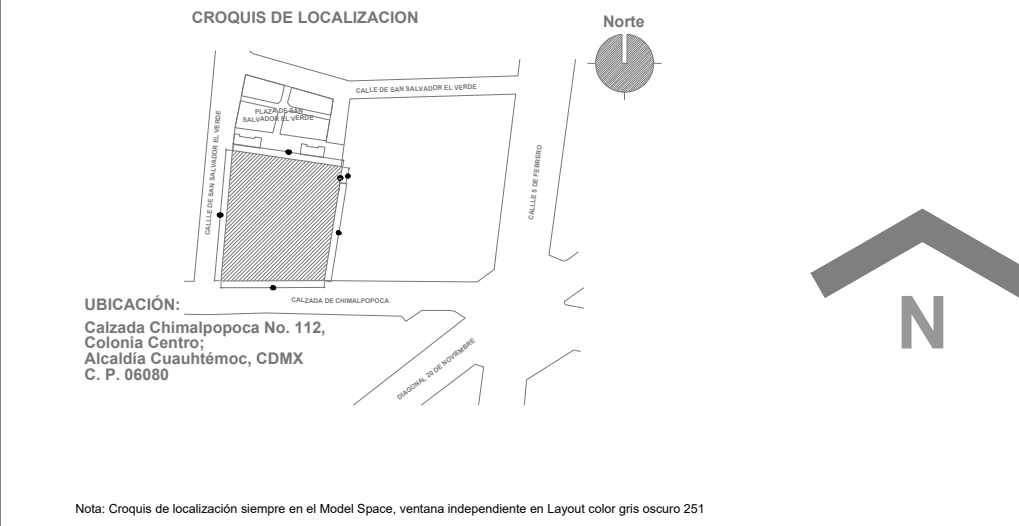 CROQUIS DE LOCALIZACION
Norte
CALLE DE SAN SALVADOR EL VERDE
PLAZA DE SAN
SALVADOR EL VERDE
CALLLE DE SAN SALVADOR EL VERDE
CALLLE 5 DE FEBRERO
N
CALZADA DE CHIMALPOPOCA
UBICACIÓN:
Calzada Chimalpopoca No. 112,
Colonia Centro;
Alcaldía Cuauhtémoc, CDMX
C. P. 06080
DIAGONAL 20 DE NOVIEMBRE
Nota: Croquis de localización siempre en el Model Space, ventana independiente en Layout color gris oscuro 251